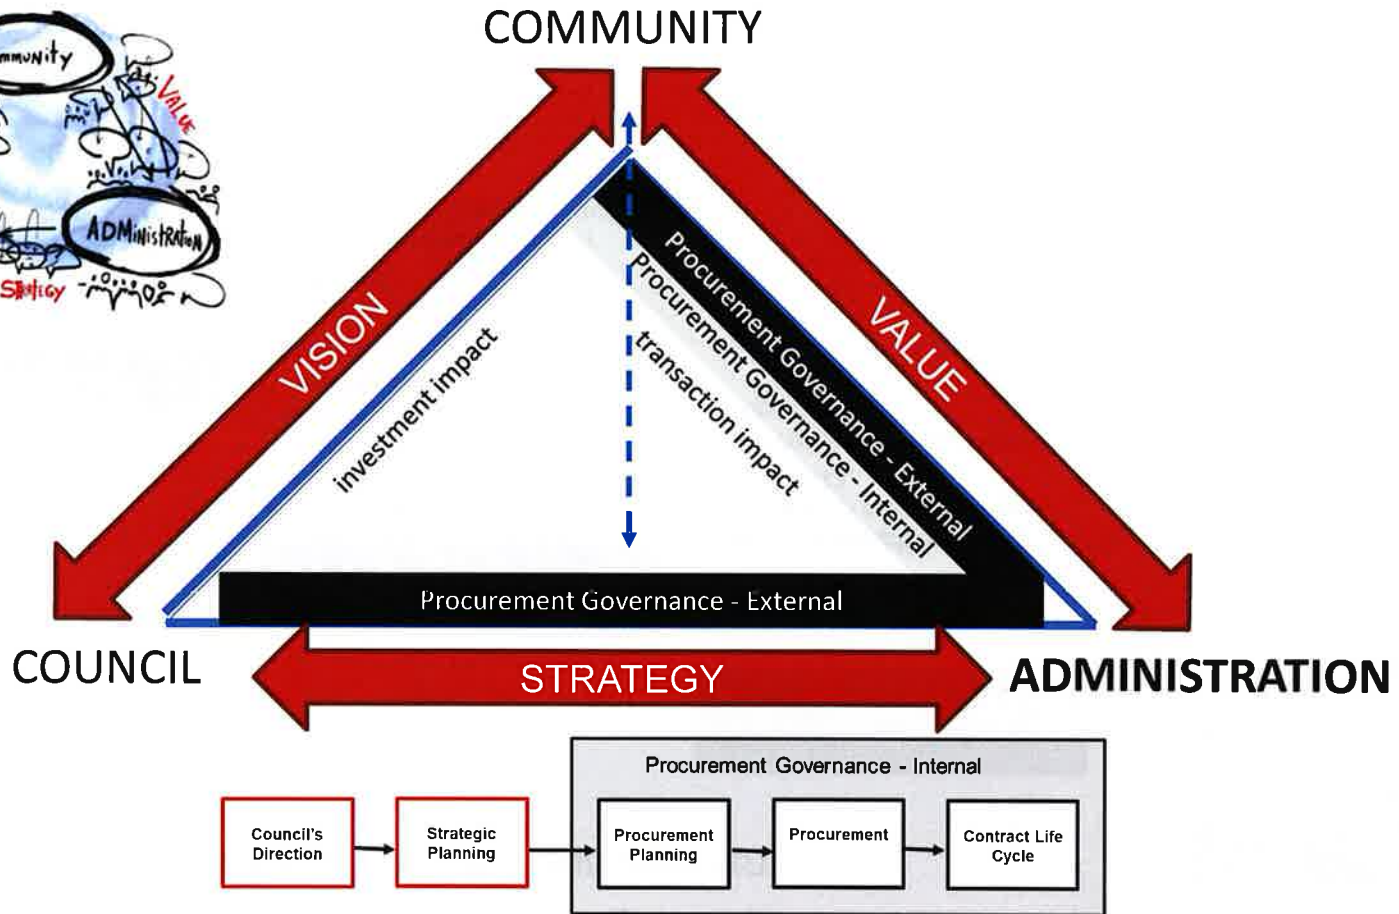 COMMUNITY
VALUE
ADMINISTRATION
STRATEGY
VISION
VALUE
investment impact
transaction impact
Procurement Governance - Internal
Procurement Governance - External
Procurement Governance - External
COUNCIL
STRATEGY
ADMINISTRATION
Procurement Governance - Internal
Council's
Direction
Strategic
Planning
Procurement
Planning
Procurement
Contract Life
Cycle